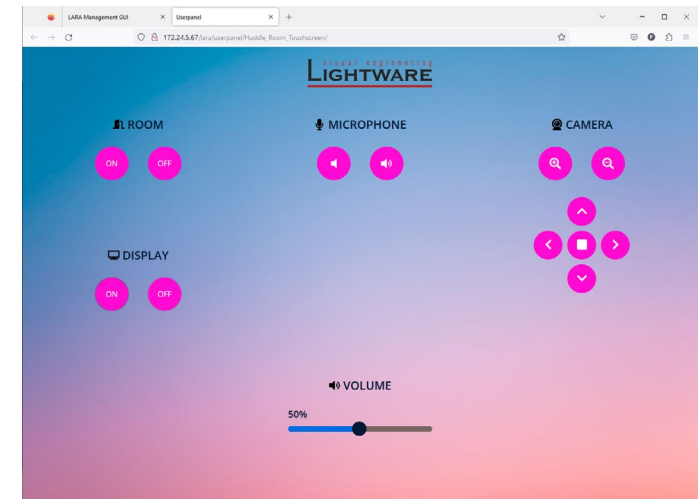 LARA Management GUI
Userpanel
172.24.5.67/lara/userpanel/Huddle_Room_Touchscreen/
visual engineering
LIGHTWARE
ROOM
MICROPHONE
CAMERA
ON
OFF
DISPLAY
ON
OFF
VOLUME
50%